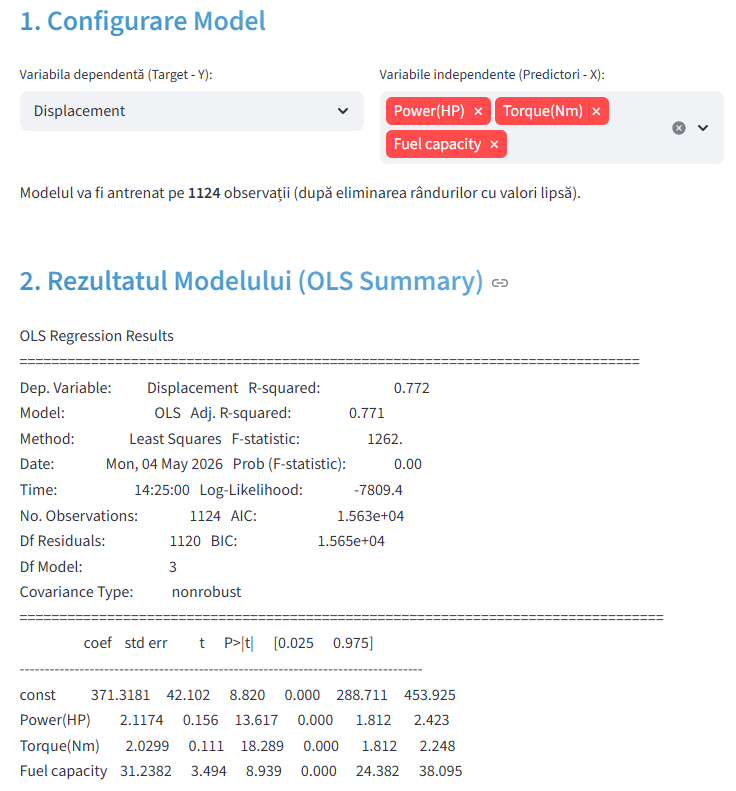 1. Configurare Model
Variabila dependentă (Target - Y):
Variabile independente (Predictori - X):
Displacement
Power(HP) × Torque(Nm) ×
Fuel capacity ×
Modelul va fi antrenat pe 1124 observații (după eliminarea rândurilor cu valori lipsă).
2. Rezultatul Modelului (OLS Summary)
OLS Regression Results
==============================================================================
Dep. Variable: Displacement R-squared: 0.772
Model: OLS Adj. R-squared: 0.771
Method: Least Squares F-statistic: 1262.
Date: Mon, 04 May 2026 Prob (F-statistic): 0.00
Time: 14:25:00 Log-Likelihood: -7809.4
No. Observations: 1124 AIC: 1.563e+04
Df Residuals: 1120 BIC: 1.565e+04
Df Model: 3
Covariance Type: nonrobust
=================================================================================
coef std err t P>|t| [0.025 0.975]
---------------------------------------------------------------------------------
const 371.3181 42.102 8.820 0.000 288.711 453.925
Power(HP) 2.1174 0.156 13.617 0.000 1.812 2.423
Torque(Nm) 2.0299 0.111 18.289 0.000 1.812 2.248
Fuel capacity 31.2382 3.494 8.939 0.000 24.382 38.095